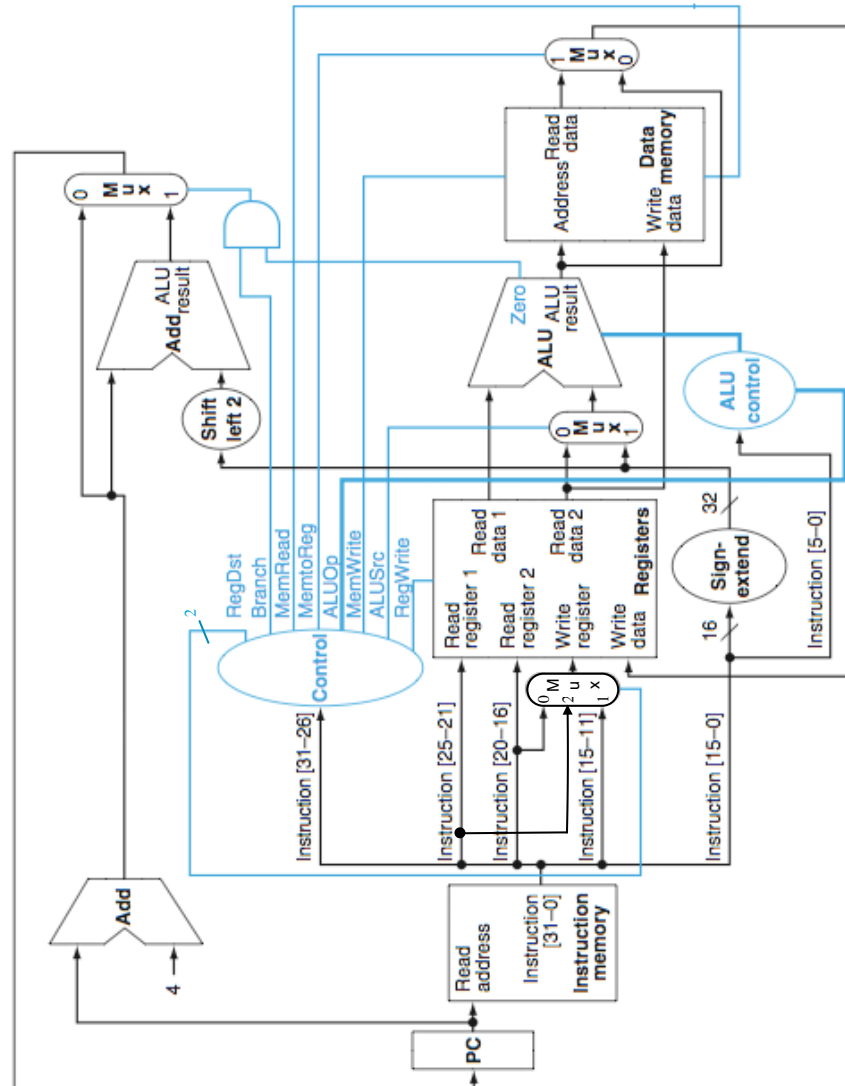 0
M
u
x
1
Add
ALU
result
Shift
left 2
Add
4
2
RegDst
Branch
MemRead
MemtoReg
ALUOp
MemWrite
ALUSrc
RegWrite
Control
Instruction [31–26]
Instruction [25–21]
Instruction [20–16]
Instruction [15–11]
Instruction [15–0]
PC
Read
address
Instruction
[31–0]
Instruction
memory
0
M
2
u
x
1
Read
register 1
Read
register 2
Write
register
Write
data
Read
data 1
Read
data 2
Registers
0
M
u
x
1
Zero
ALU
ALU
result
Address
Read
data
Write
data
Data
memory
1
M
u
x
0
16
Sign-
extend
32
ALU
control
Instruction [5–0]